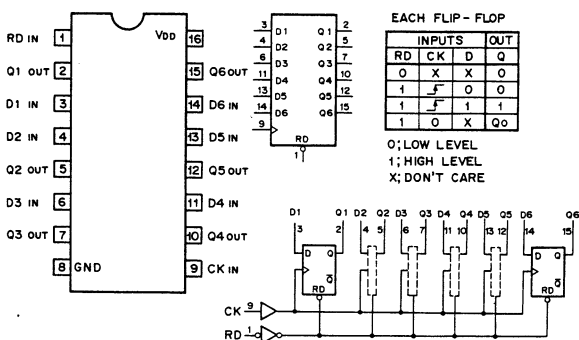 RD IN 1
Q1 OUT 2
D1 IN 3
D2 IN 4
Q2 OUT 5
D3 IN 6
Q3 OUT 7
8 GND
VDD 16
15 Q6 OUT
14 D6 IN
13 D5 IN
12 Q5 OUT
11 D4 IN
10 Q4 OUT
9 CK IN
3 D1 Q1 2
4 D2 Q2 5
6 D3 Q3 7
11 D4 Q4 10
13 D5 Q5 12
14 D6 Q6 15
9
RD
1
EACH FLIP-FLOP
INPUTS OUT
RD CK D Q
0 X X 0
1 0 0
1 1 1
1 0 X Qo
0; LOW LEVEL
1; HIGH LEVEL
X; DON'T CARE
D1 Q1 D2 Q2 D3 Q3 D4 Q4 D5 Q5 D6 Q6
3 2 4 5 6 7 11 10 13 12 14 15
D Q D Q
Q Q
RD RD
CK 9
RD 1